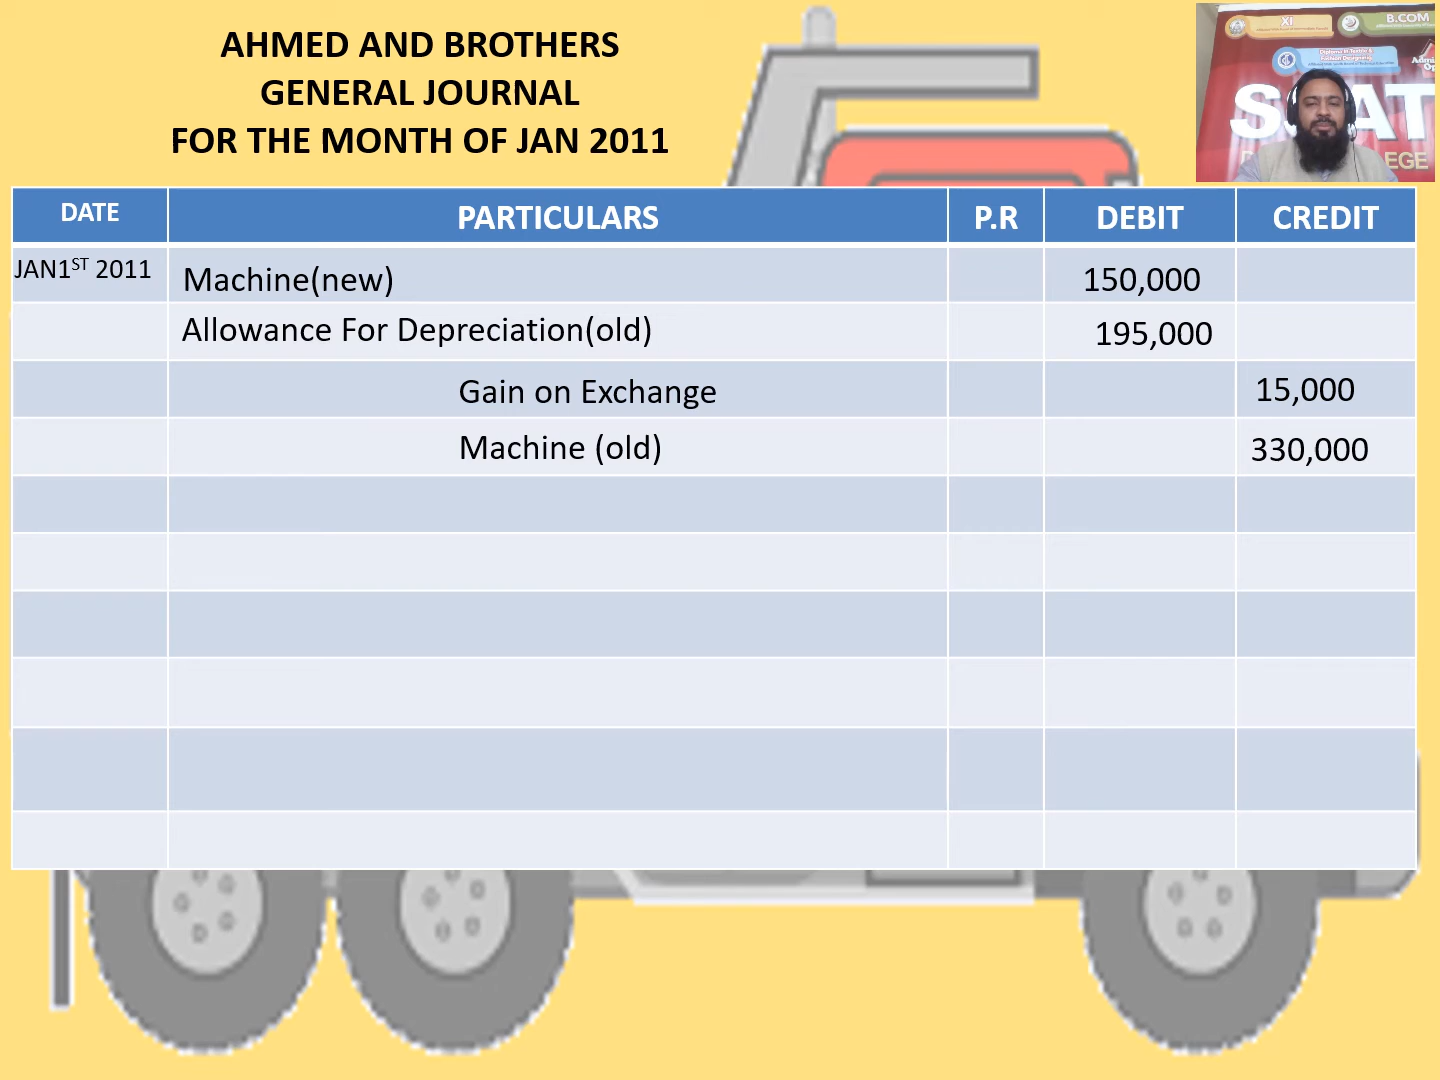 AHMED AND BROTHERS
GENERAL JOURNAL
FOR THE MONTH OF JAN 2011
XI
B.COM
DATE PARTICULARS P.R DEBIT CREDIT
JAN1ST 2011 Machine(new) 150,000
Allowance For Depreciation(old) 195,000
Gain on Exchange 15,000
Machine (old) 330,000